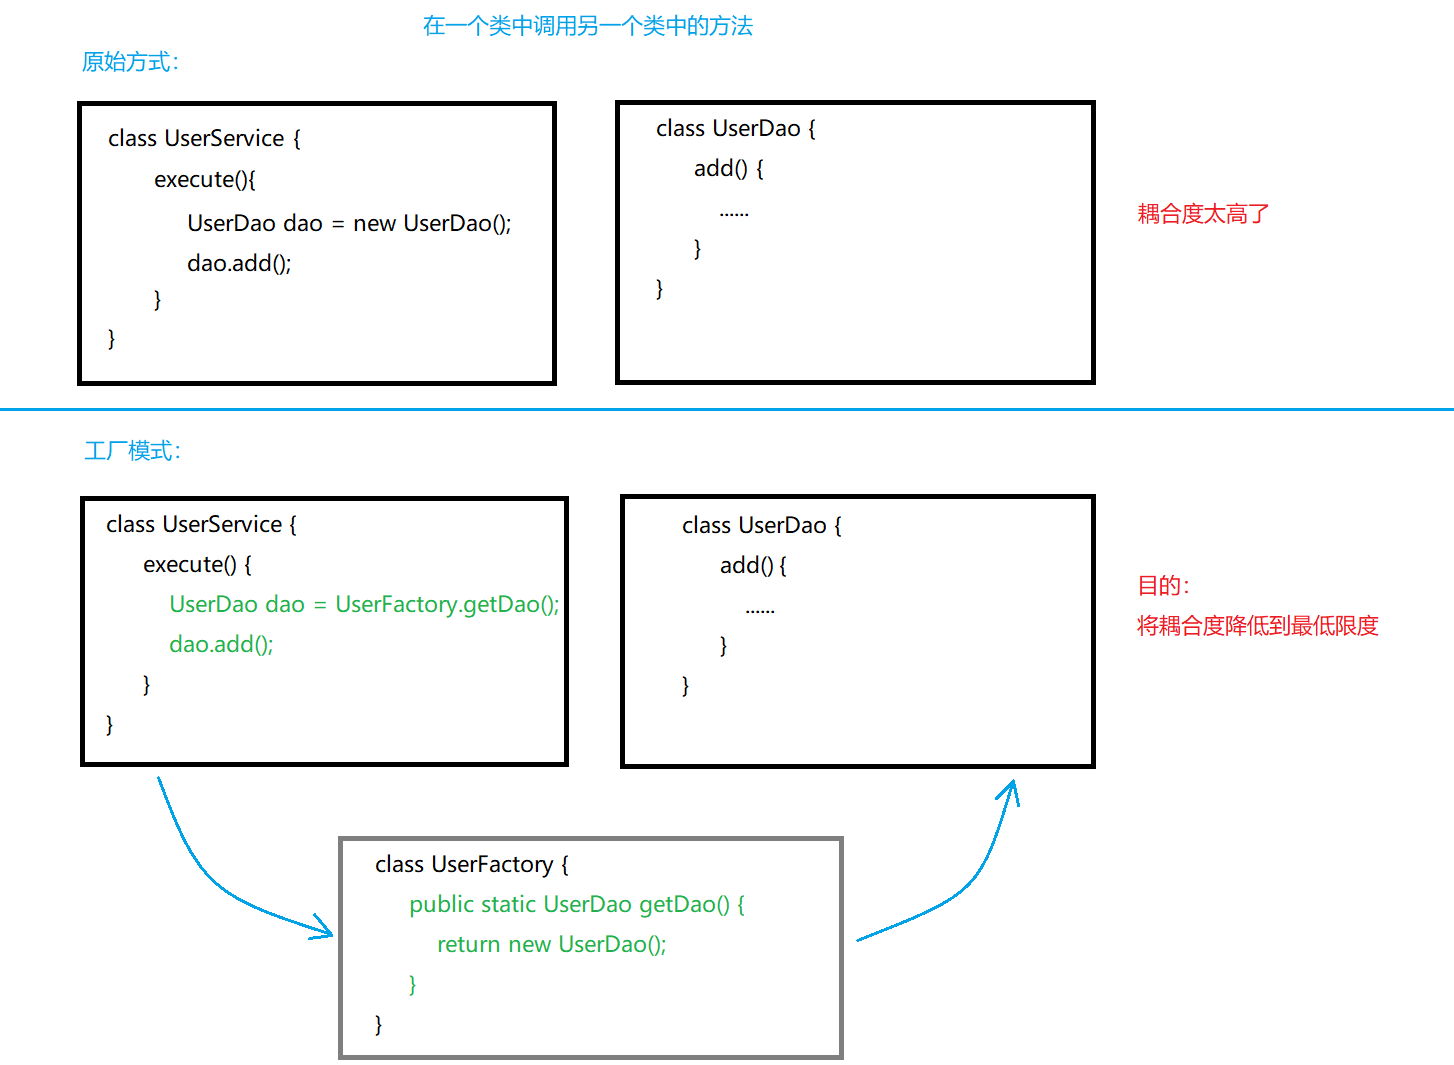 在一个类中调用另一个类中的方法
原始方式：
class UserService {
execute(){
UserDao dao = new UserDao();
dao.add();
}
}
class UserDao {
add() {
......
}
}
耦合度太高了
工厂模式：
class UserService {
execute() {
UserDao dao = UserFactory.getDao();
dao.add();
}
}
class UserDao {
add() {
......
}
}
目的：
将耦合度降低到最低限度
class UserFactory {
public static UserDao getDao() {
return new UserDao();
}
}